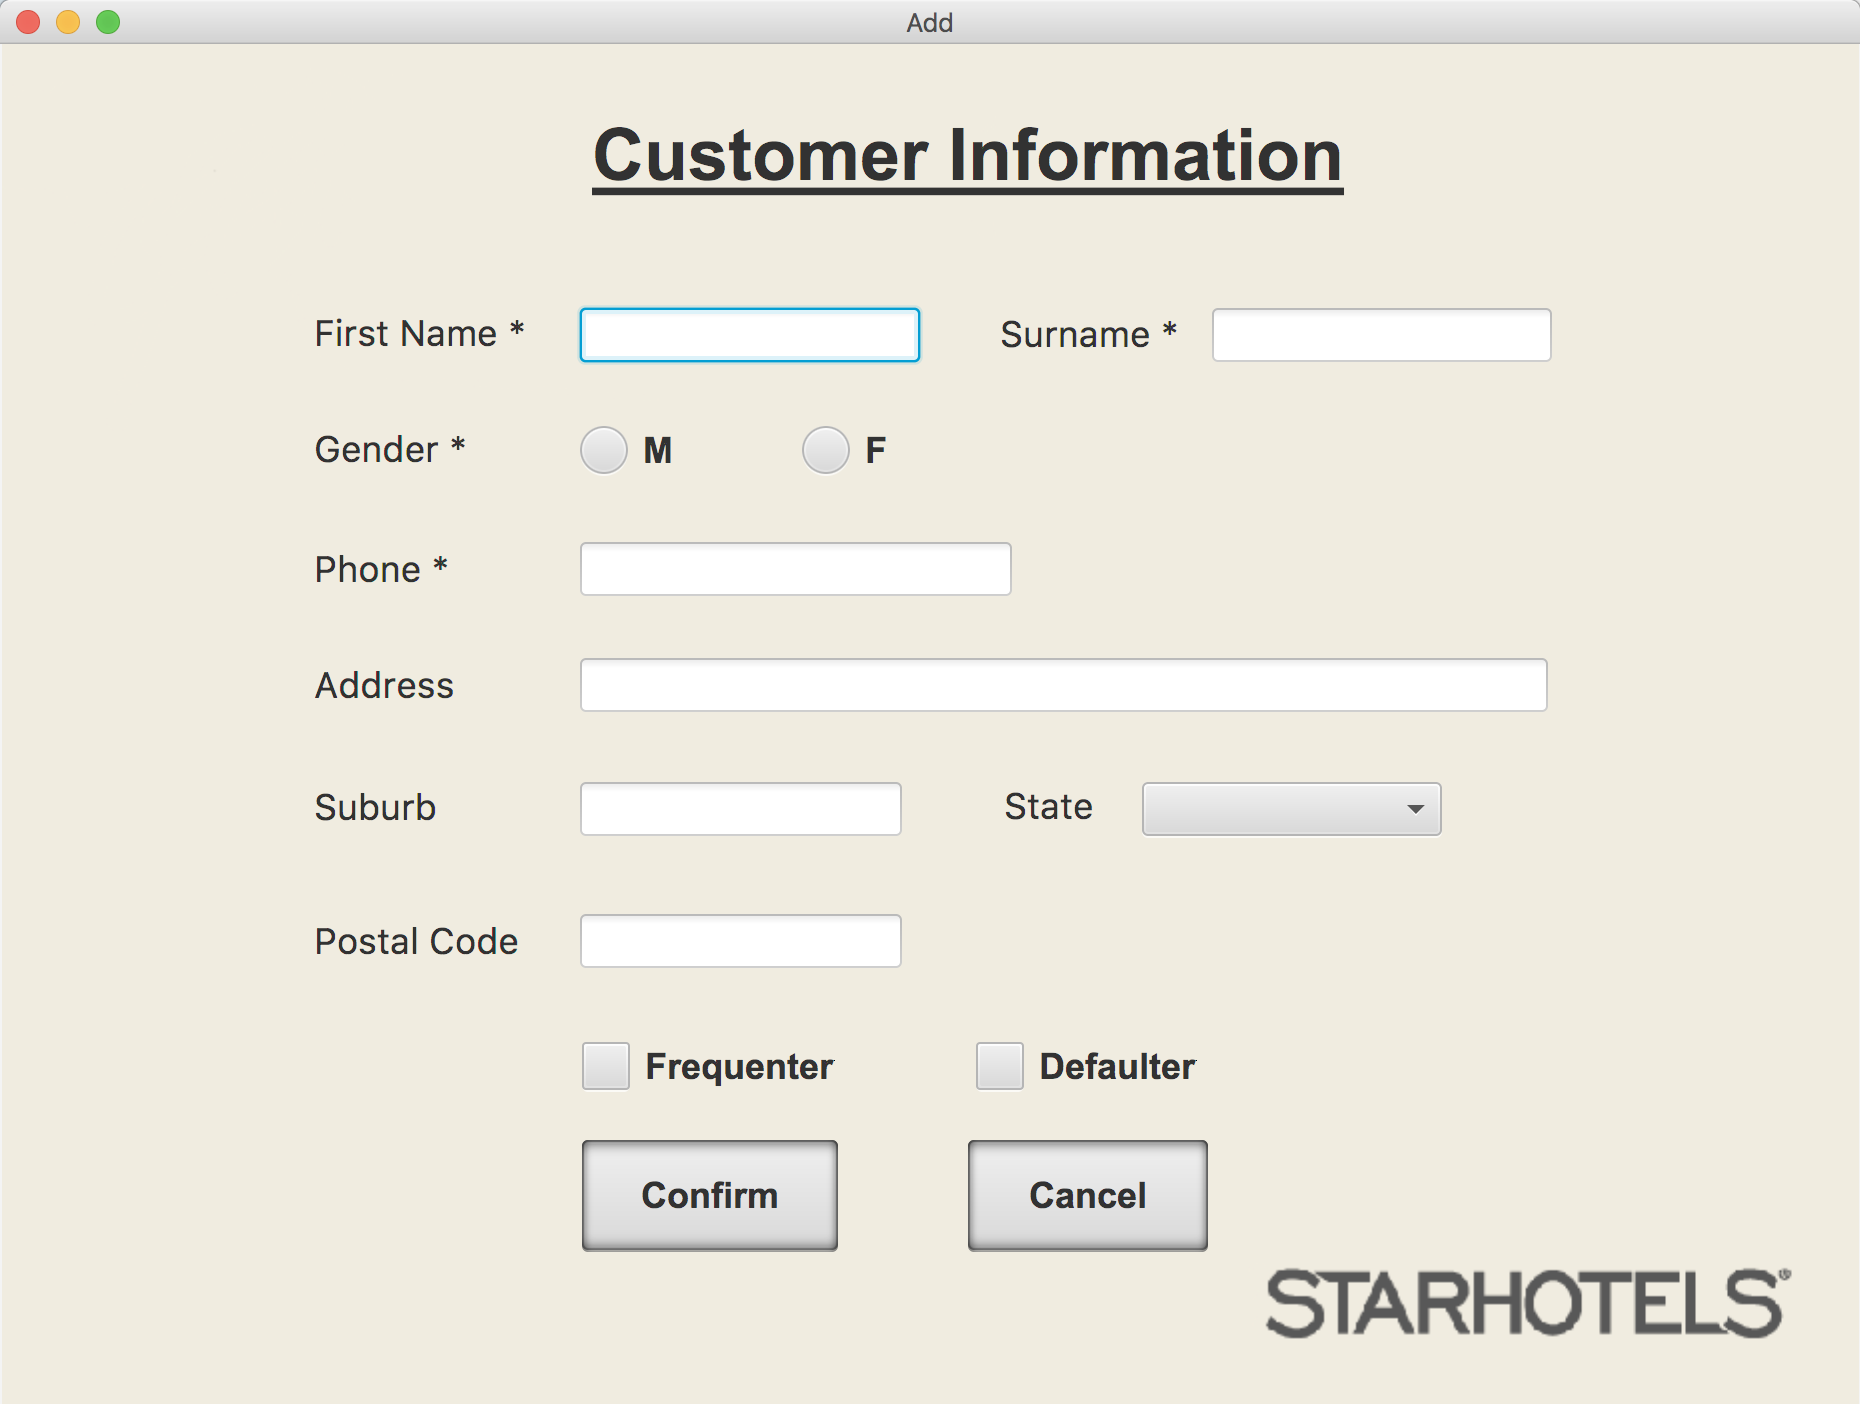 Add
Customer Information
First Name * Surname *
Gender * M F
Phone *
Address
Suburb State
Postal Code
Frequenter Defaulter
Confirm Cancel
STARHOTELS®